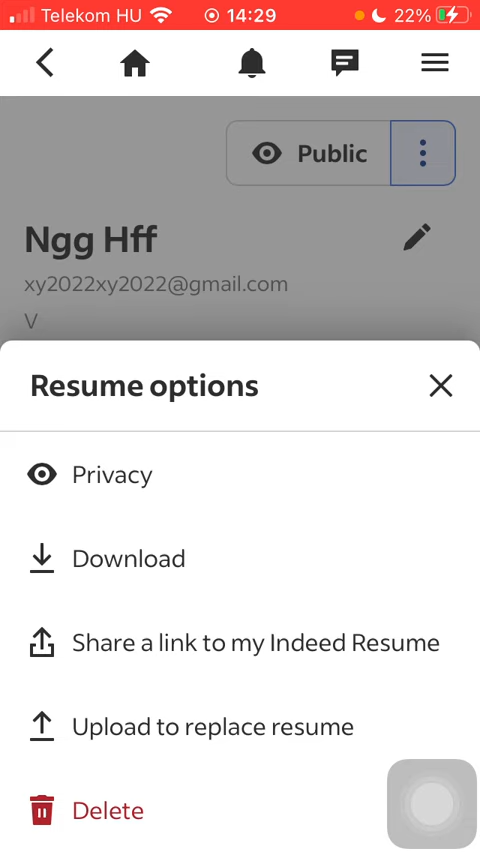 Telekom HU 14:29 22%
Public
Ngg Hff
xy2022xy2022@gmail.com
V
Resume options
Privacy
Download
Share a link to my Indeed Resume
Upload to replace resume
Delete